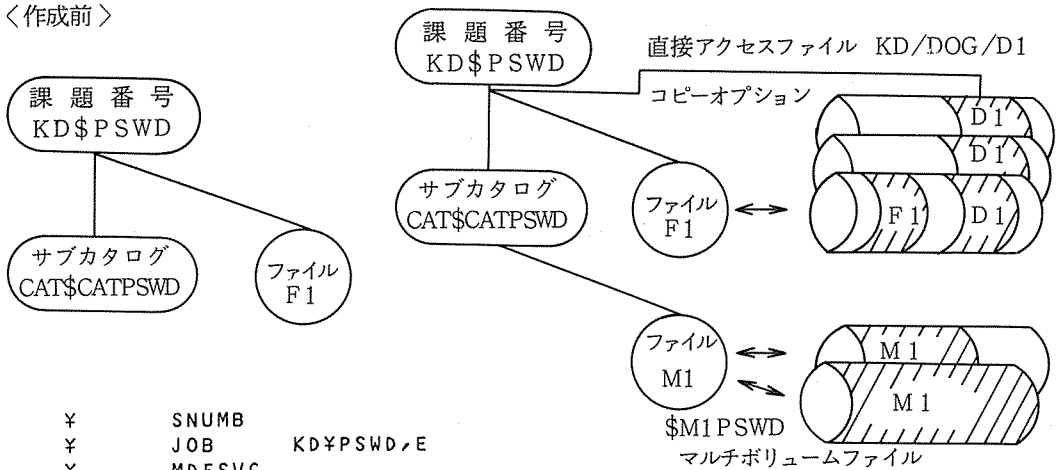 〈作成前〉
課題番号
KD$PSWD
サブカタログ
CAT$CATPSWD
ファイル
F1
課題番号
KD$PSWD
直接アクセスファイル KD/DOG/D1
コピーオプション
サブカタログ
CAT$CATPSWD
ファイル
F1
D1
D1
F1 D1
ファイル
M1
$M1PSWD
M1
M1
マルチボリュームファイル
¥ SNUMB
¥ JOB KD¥PSWD,E